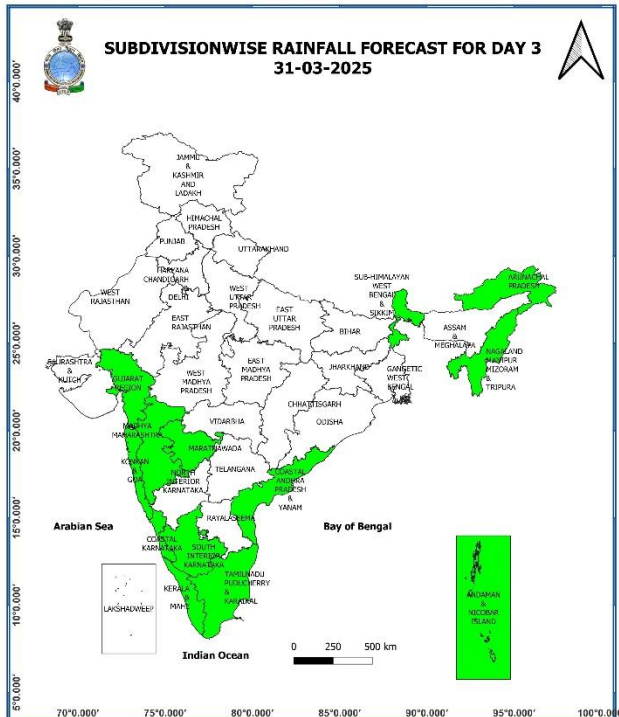 SUBDIVISIONWISE RAINFALL FORECAST FOR DAY 3
31-03-2025
40°0.000'
35°0.000'
30°0.000'
25°0.000'
20°0.000'
15°0.000'
10°0.000'
5°0.000'
JAMMU
&
KASHMIR
AND
LADAKH
HIMACHAL
PRADESH
PUNJAB
UTTARAKHAND
HARYANA
CHANDIGARH
&
DELHI
WEST
RAJASTHAN
WEST
UTTAR
PRADESH
EAST
RAJASTHAN
EAST
UTTAR
PRADESH
SUB-HIMALAYAN
WEST
BENGAL
&
SIKKIM
ARUNACHAL
PRADESH
BIHAR
ASSAM
&
MEGHALAYA
NAGALAND
MANIPUR
MIZORAM
&
TRIPURA
SAURASHTRA
&
KUTCH
GUJARAT
REGION
WEST
MADHYA
PRADESH
EAST
MADHYA
PRADESH
JHARKHAND
GANGETIC
WEST
BENGAL
CHHATTISGARH
ODISHA
VIDARBHA
MADHYA
MAHARASHTRA
MARATHWADA
KONKAN
&
GOA
NORTH
INTERIOR
KARNATAKA
TELANGANA
COASTAL
ANDHRA
PRADESH
&
YANAM
RAYALASEEMA
Arabian Sea
Bay of Bengal
COASTAL
KARNATAKA
SOUTH
INTERIOR
KARNATAKA
TAMILNADU
PUDUCHERRY
&
KARAIKAL
KERALA
&
MAHE
LAKSHADWEEP
ANDAMAN
&
NICOBAR
ISLAND
Indian Ocean
0 250 500 km
70°0.000' 75°0.000' 80°0.000' 85°0.000' 90°0.000' 95°0.000' 100°0.000'